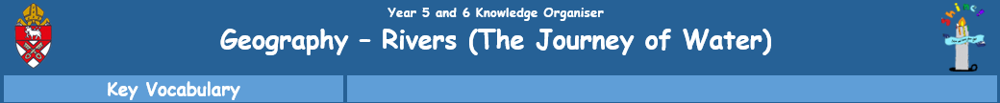 Year 5 and 6 Knowledge Organiser
Geography – Rivers (The Journey of Water)
Key Vocabulary